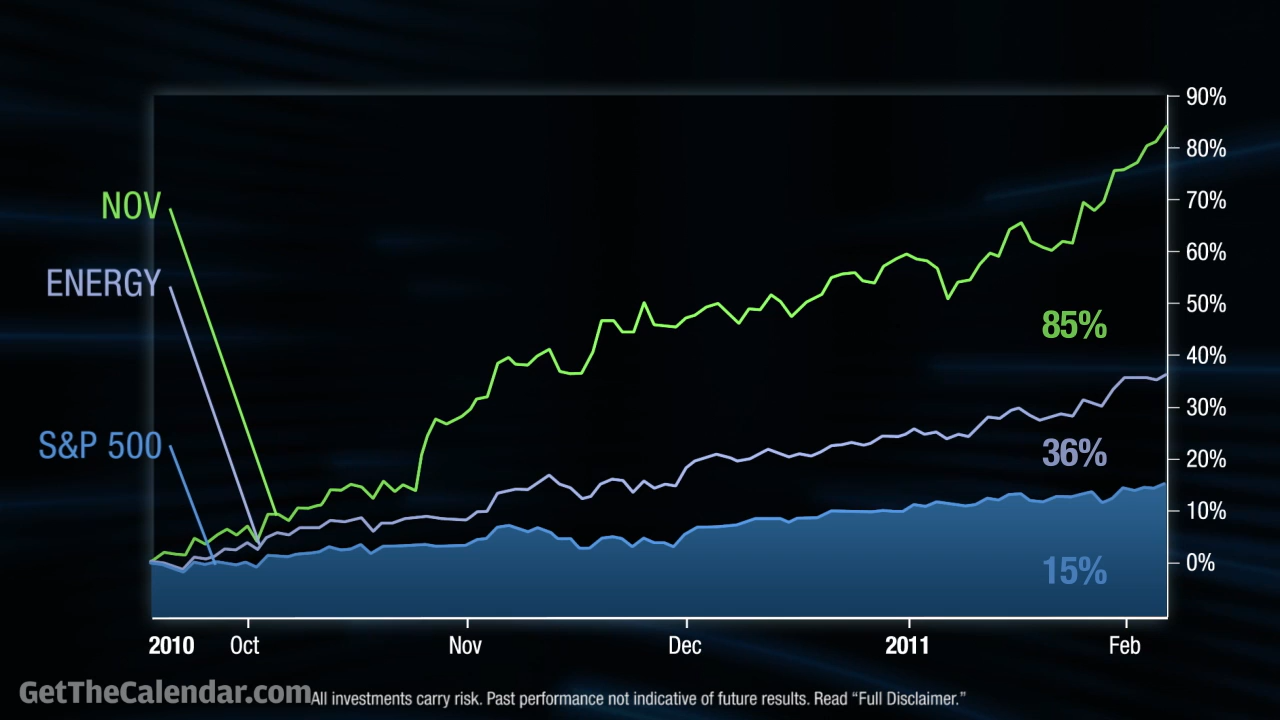 90%
80%
NOV
70%
60%
ENERGY
50%
85%
40%
30%
S&P 500
36%
20%
10%
15%
0%
2010 Oct Nov Dec 2011 Feb
GetTheCalendar.com
All investments carry risk. Past performance not indicative of future results. Read “Full Disclaimer.”